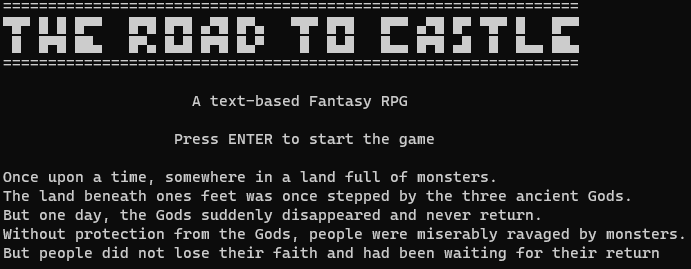 ======================================================================
THE ROAD TO CASTLE
======================================================================
A text-based Fantasy RPG
Press ENTER to start the game
Once upon a time, somewhere in a land full of monsters.
The land beneath ones feet was once stepped by the three ancient Gods.
But one day, the Gods suddenly disappeared and never return.
Without protection from the Gods, people were miserably ravaged by monsters.
But people did not lose their faith and had been waiting for their return